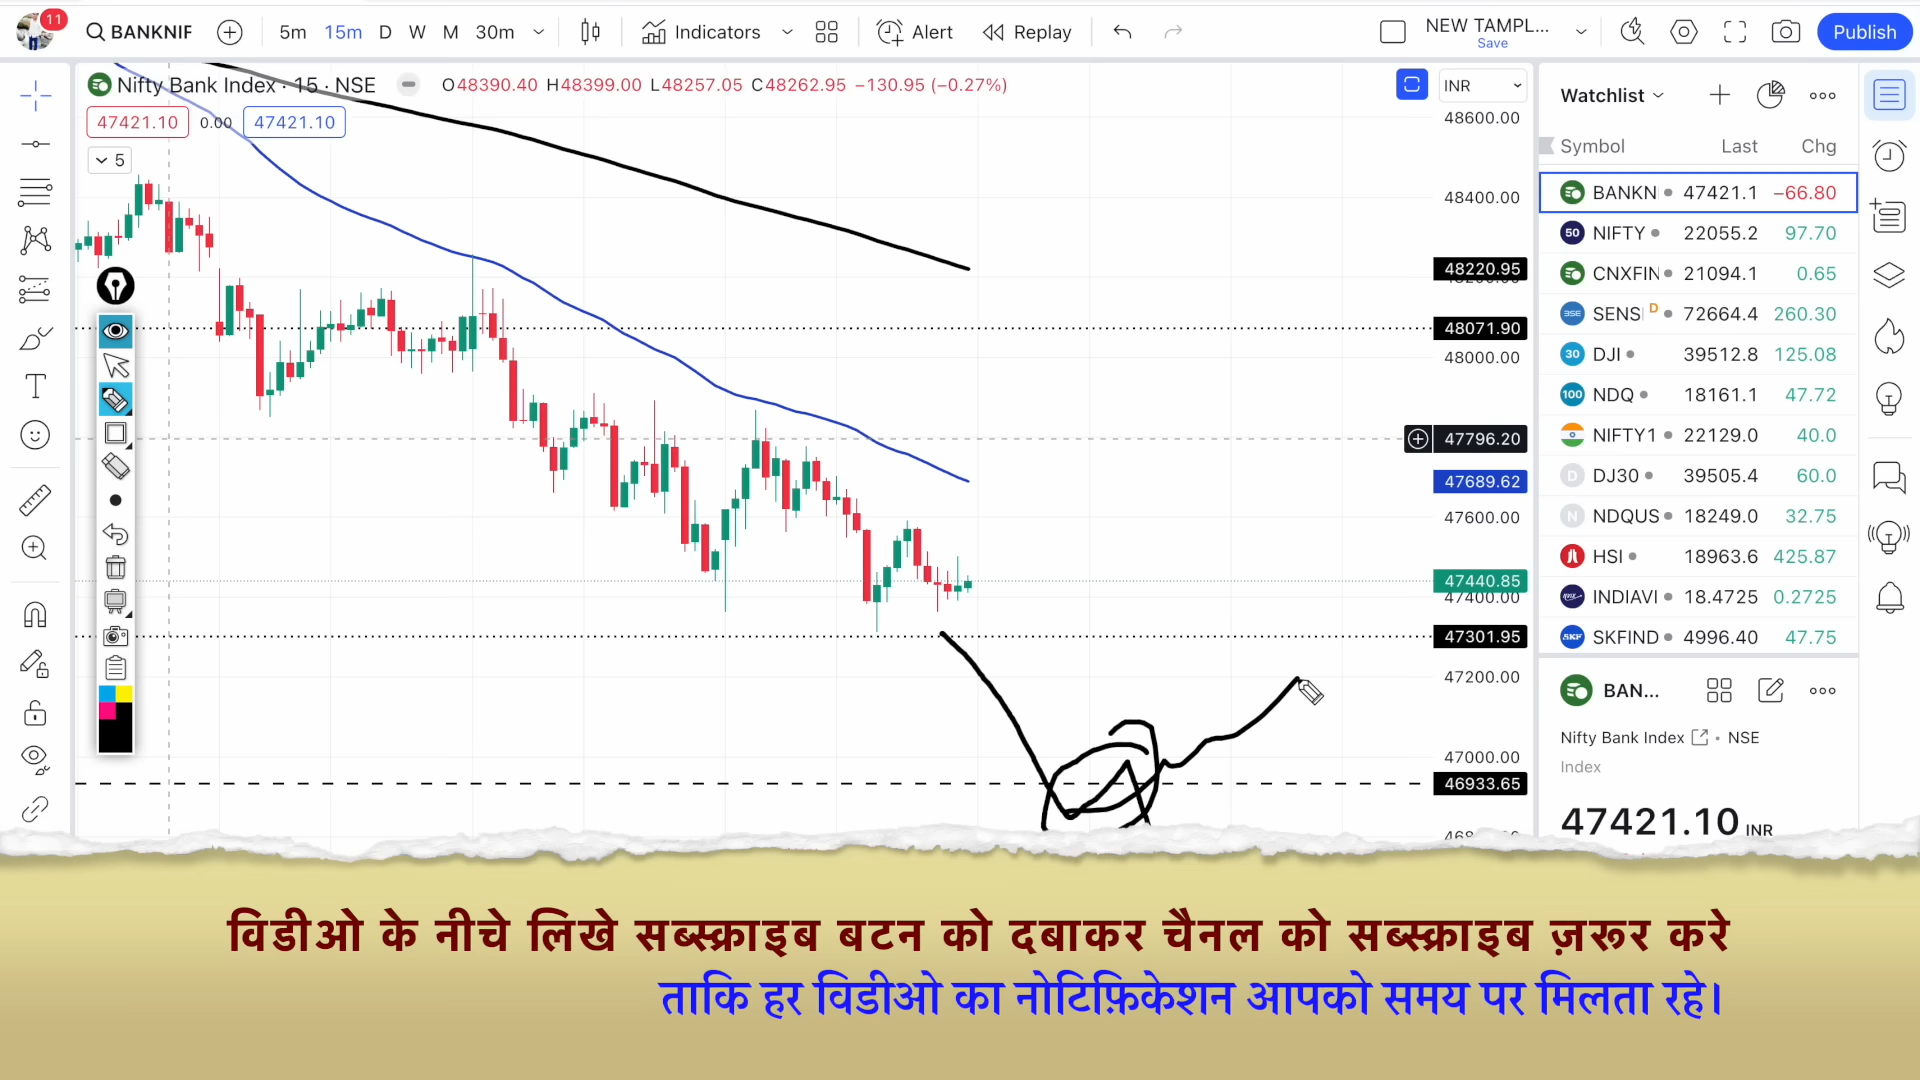 11
BANKNIF
5m 15m D W M 30m
Indicators
Alert
Replay
NEW TAMPL...
Save
Publish
Nifty Bank Index · 15 · NSE
O48390.40 H48399.00 L48257.05 C48262.95 −130.95 (−0.27%)
INR
47421.10 0.00 47421.10
5
48600.00
48400.00
48220.95
48071.90
48000.00
47796.20
47689.62
47600.00
47440.85
47400.00
47301.95
47200.00
47000.00
46933.65
Watchlist
Symbol Last Chg
BANKN 47421.1 −66.80
50 NIFTY 22055.2 97.70
CNXFIN 21094.1 0.65
BSE SENS D 72664.4 260.30
30 DJI 39512.8 125.08
100 NDQ 18161.1 47.72
NIFTY1 22129.0 40.0
D DJ30 39505.4 60.0
N NDQUS 18249.0 32.75
HSI 18963.6 425.87
INDIAVI 18.4725 0.2725
SKF SKFIND 4996.40 47.75
BAN...
Nifty Bank Index • NSE
Index
47421.10 INR
विडीओ के नीचे लिखे सब्स्क्राइब बटन को दबाकर चैनल को सब्स्क्राइब ज़रूर करे
ताकि हर विडीओ का नोटिफ़िकेशन आपको समय पर मिलता रहे।